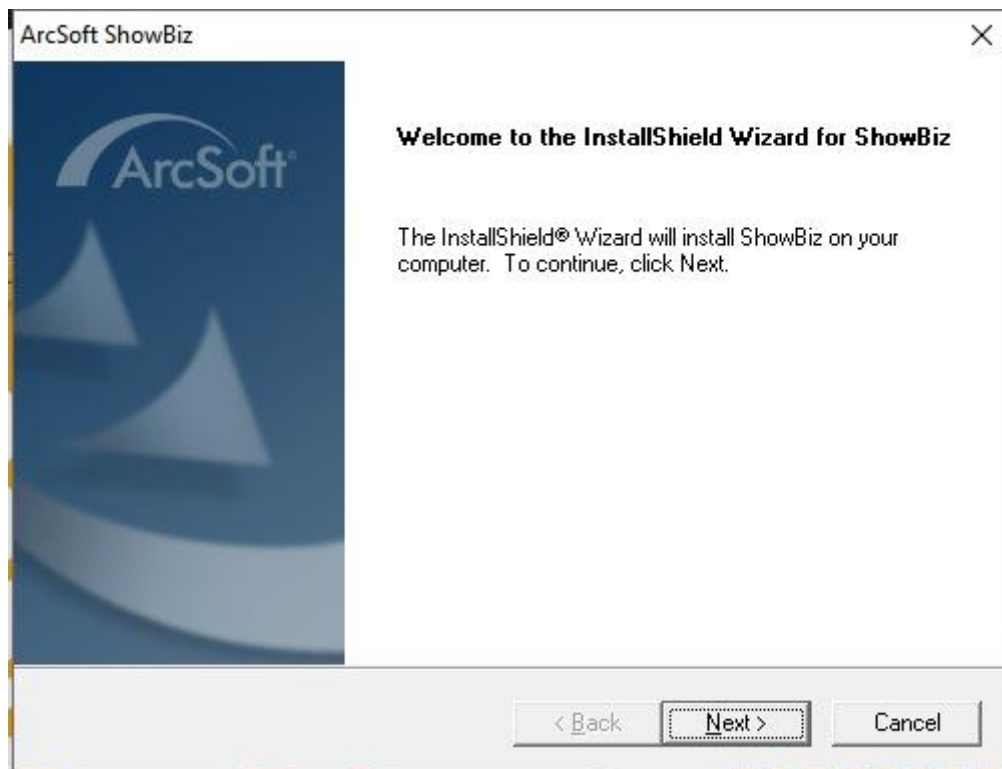 ArcSoft ShowBiz
ArcSoft®
Welcome to the InstallShield Wizard for ShowBiz
The InstallShield® Wizard will install ShowBiz on your
computer. To continue, click Next.
< Back
Next >
Cancel